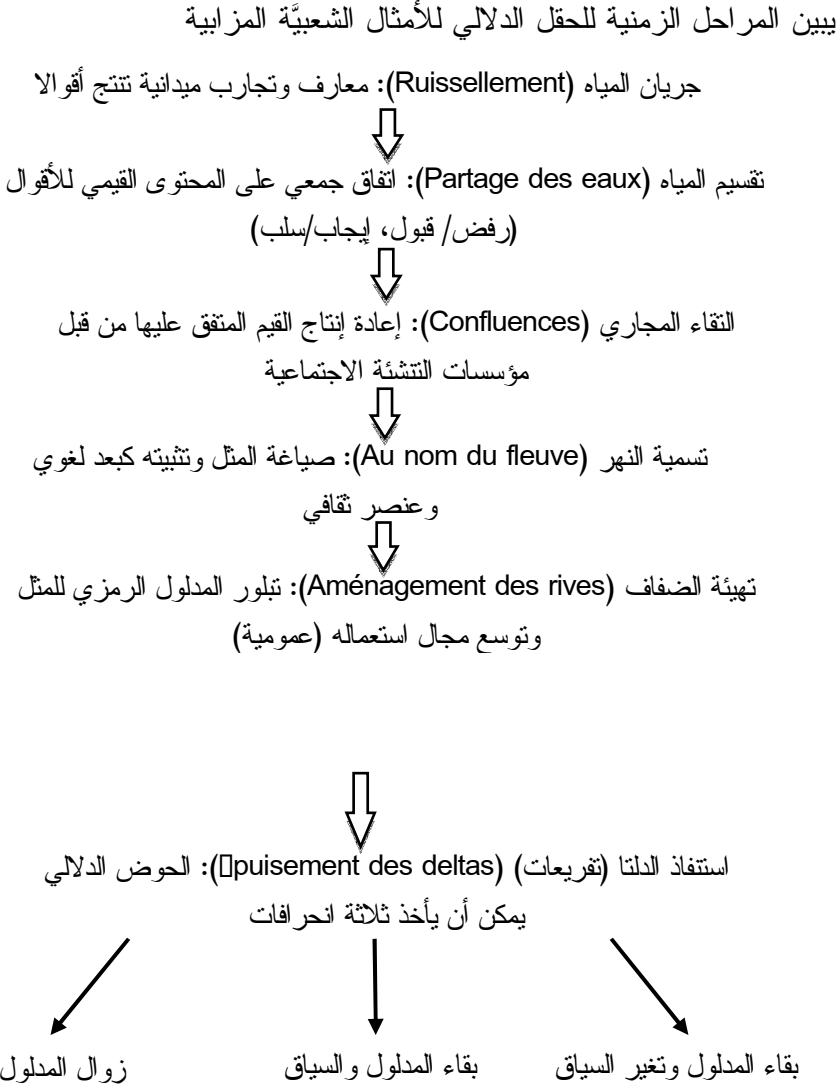 يبين المراحل الزمنية للحقل الدلالي للأمثال الشعبيَّة المزابية
جريان المياه (Ruissellement): معارف وتجارب ميدانية تنتج أقوالا
تقسيم المياه (Partage des eaux): اتفاق جمعي على المحتوى القيمي للأقوال
(رفض/ قبول، إيجاب/سلب)
التقاء المجاري (Confluences): إعادة إنتاج القيم المتفق عليها من قبل
مؤسسات التنشئة الاجتماعية
تسمية النهر (Au nom du fleuve): صياغة المثل وتثبيته كبعد لغوي
وعنصر ثقافي
تهيئة الضفاف (Aménagement des rives): تبلور المدلول الرمزي للمثل
وتوسع مجال استعماله (عمومية)
استنفاذ الدلتا (تفريعات) (▯puisement des deltas): الحوض الدلالي
يمكن أن يأخذ ثلاثة انحرافات
بقاء المدلول وتغير السياق
بقاء المدلول والسياق
زوال المدلول